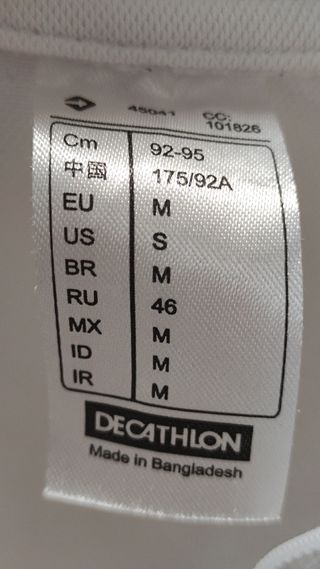 45041 CC: 101826
Cm 92-95
中国 175/92A
EU M
US S
BR M
RU 46
MX M
ID M
IR M
DECATHLON
Made in Bangladesh